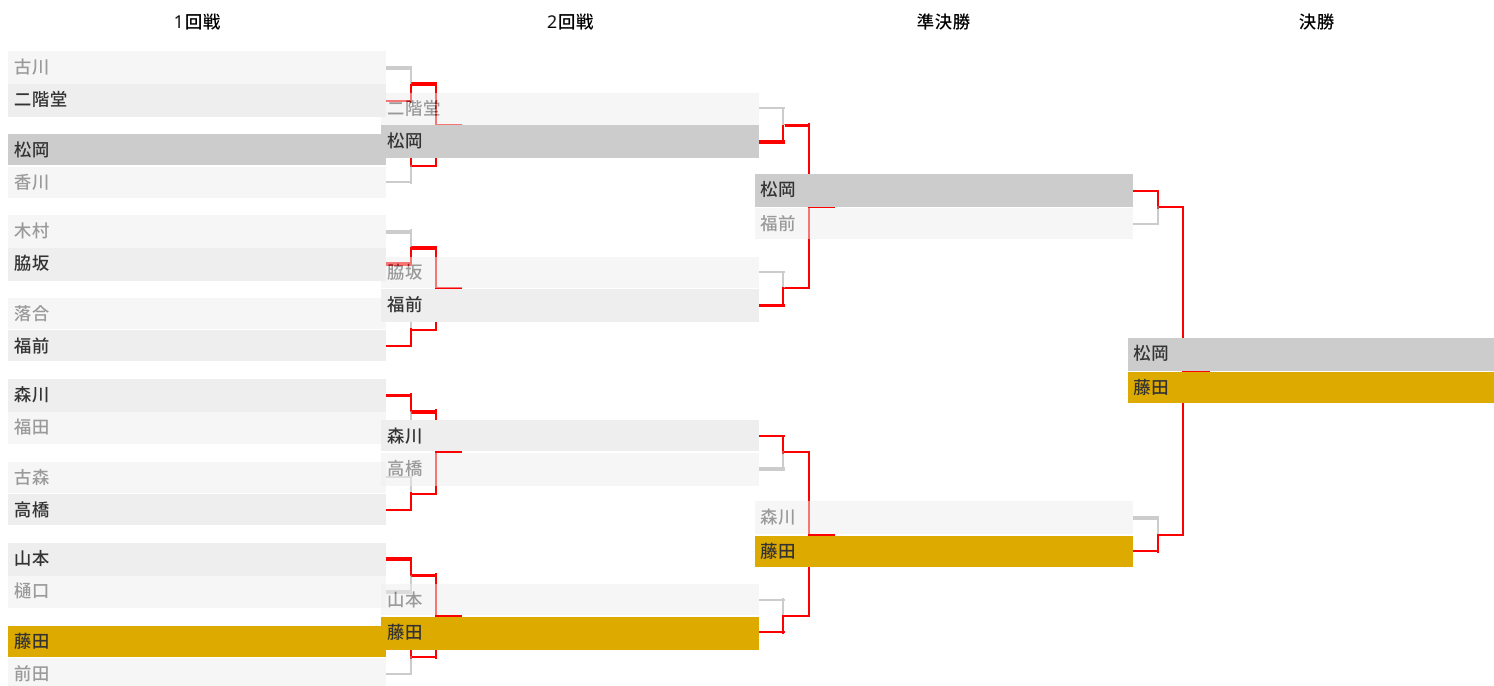 1回戦
2回戦
準決勝
決勝
古川
二階堂
松岡
香川
木村
脇坂
落合
福前
森川
福田
古森
高橋
山本
樋口
藤田
前田
二階堂
松岡
脇坂
福前
森川
高橋
山本
藤田
松岡
福前
森川
藤田
松岡
藤田